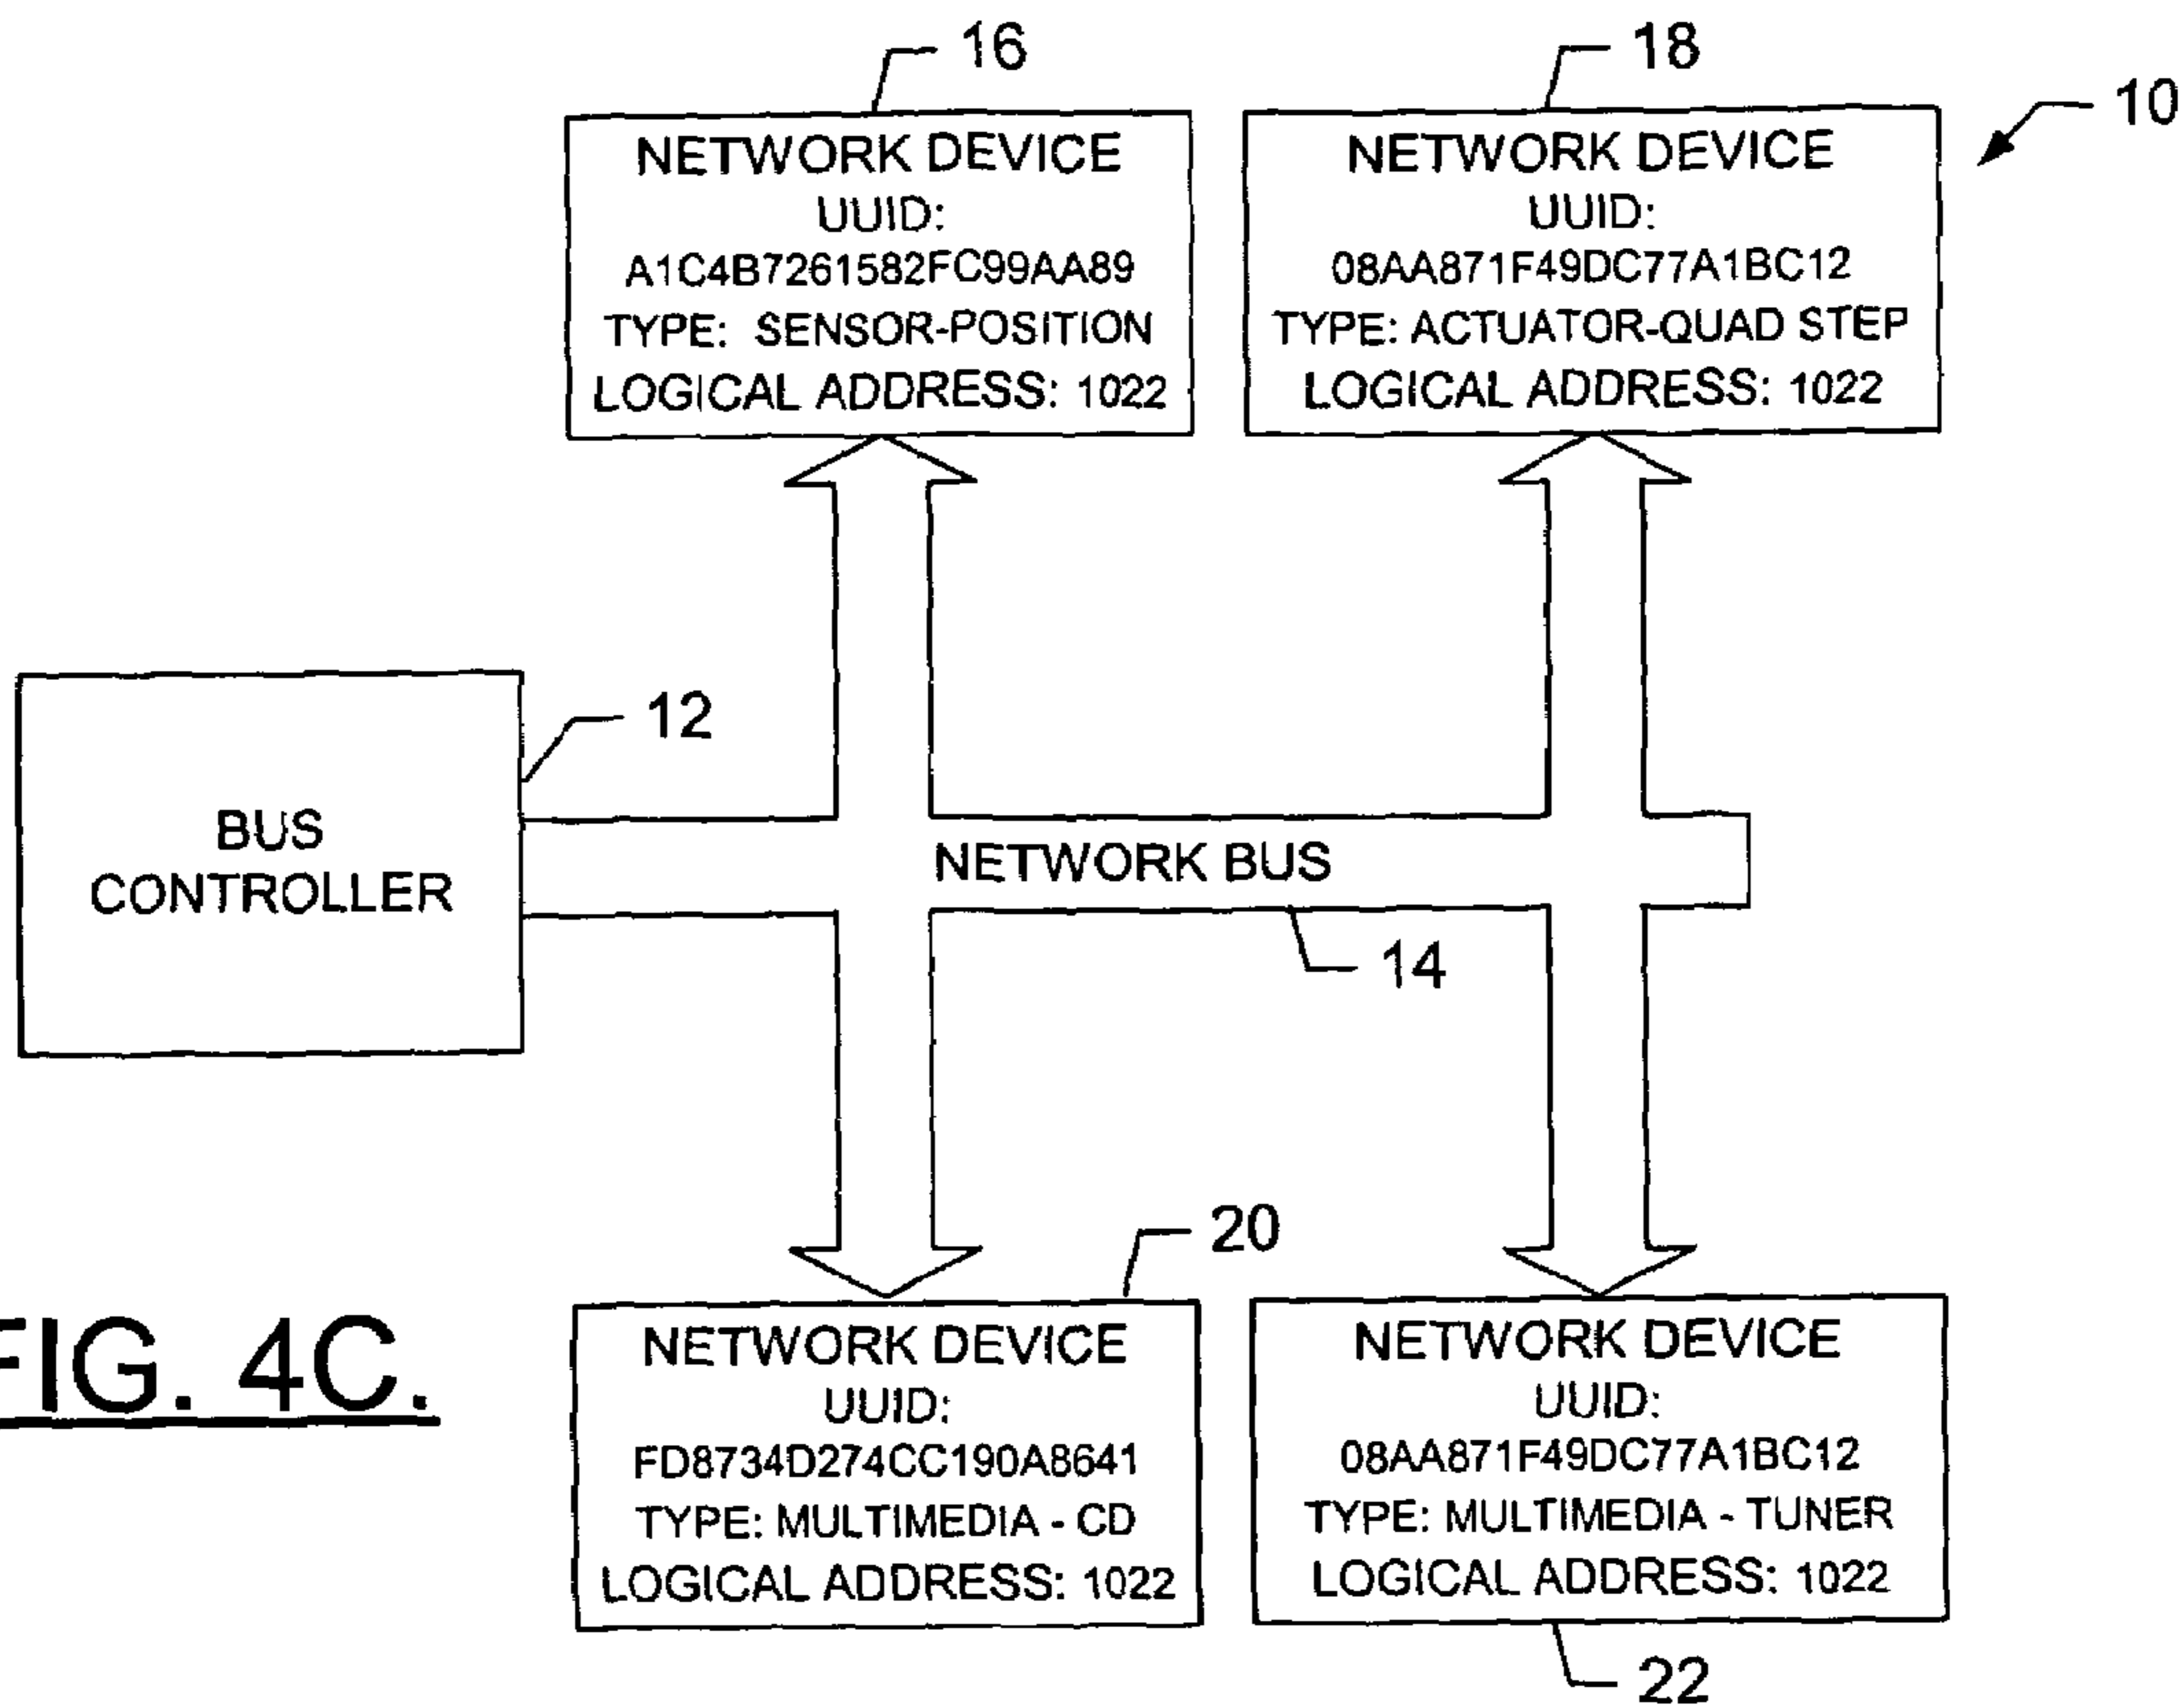 16
18
10
NETWORK DEVICE
UUID:
A1C4B7261582FC99AA89
TYPE: SENSOR-POSITION
LOGICAL ADDRESS: 1022
NETWORK DEVICE
UUID:
08AA871F49DC77A1BC12
TYPE: ACTUATOR-QUAD STEP
LOGICAL ADDRESS: 1022
12
BUS
CONTROLLER
NETWORK BUS
14
20
FIG. 4C.
NETWORK DEVICE
UUID:
FD8734D274CC190A8641
TYPE: MULTIMEDIA - CD
LOGICAL ADDRESS: 1022
NETWORK DEVICE
UUID:
08AA871F49DC77A1BC12
TYPE: MULTIMEDIA - TUNER
LOGICAL ADDRESS: 1022
22